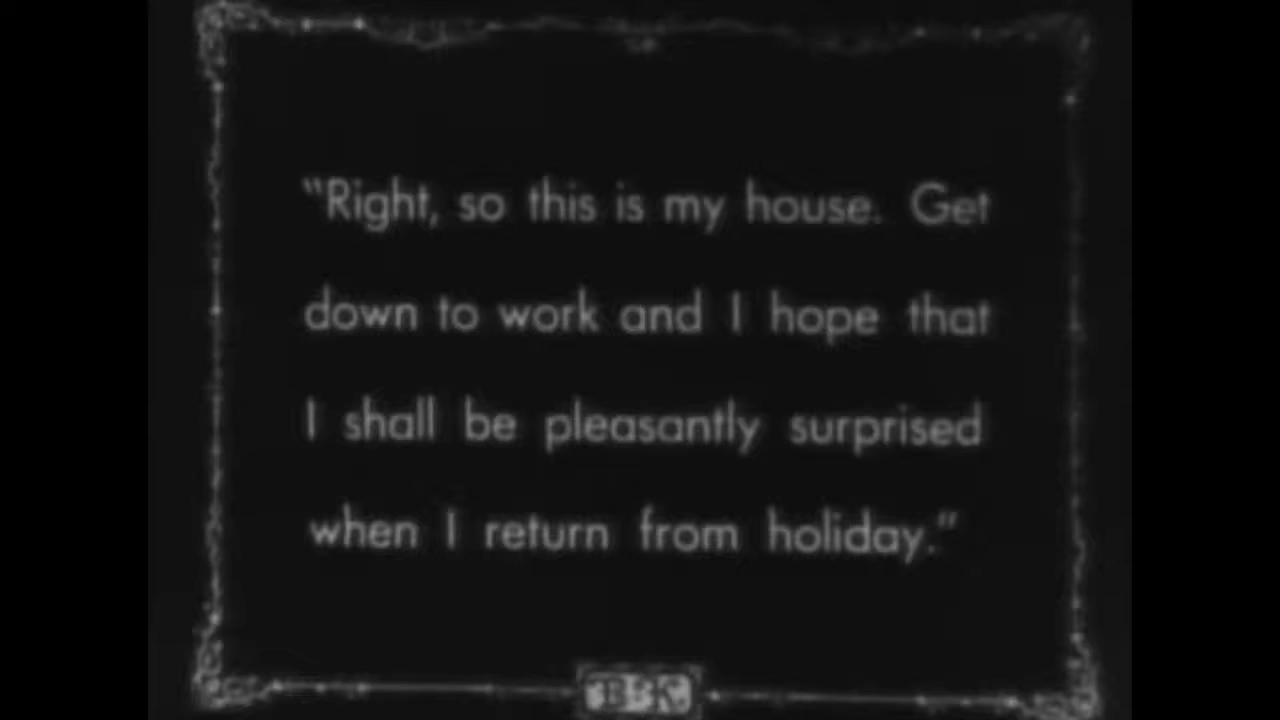 “Right, so this is my house. Get
down to work and I hope that
I shall be pleasantly surprised
when I return from holiday.”